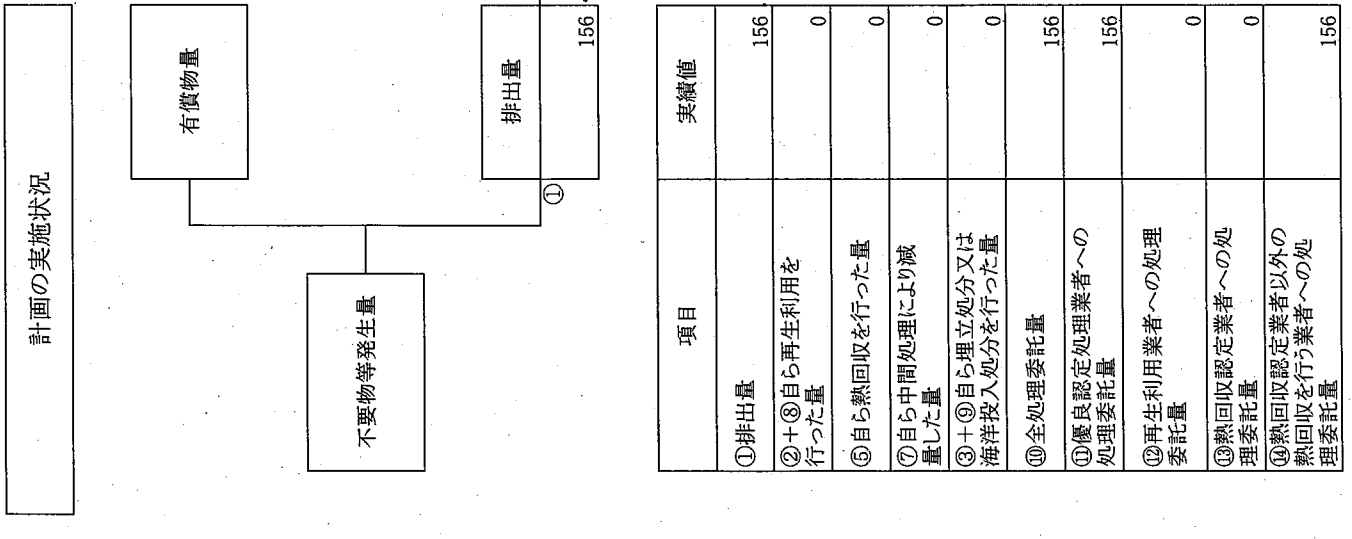 計画の実施状況
不要物等発生量
有償物量
①
排出量
156
項目
実績値
①排出量
156
②＋⑧自ら再生利用を
行った量
0
⑤自ら熱回収を行った量
0
⑦自ら中間処理により減
量した量
0
③＋⑨自ら埋立処分又は
海洋投入処分を行った量
0
⑩全処理委託量
156
⑪優良認定処理業者への
処理委託量
156
⑫再生利用業者への処理
委託量
0
⑬熱回収認定業者への処
理委託量
0
⑭熱回収認定業者以外の
熱回収を行う業者への処
理委託量
156